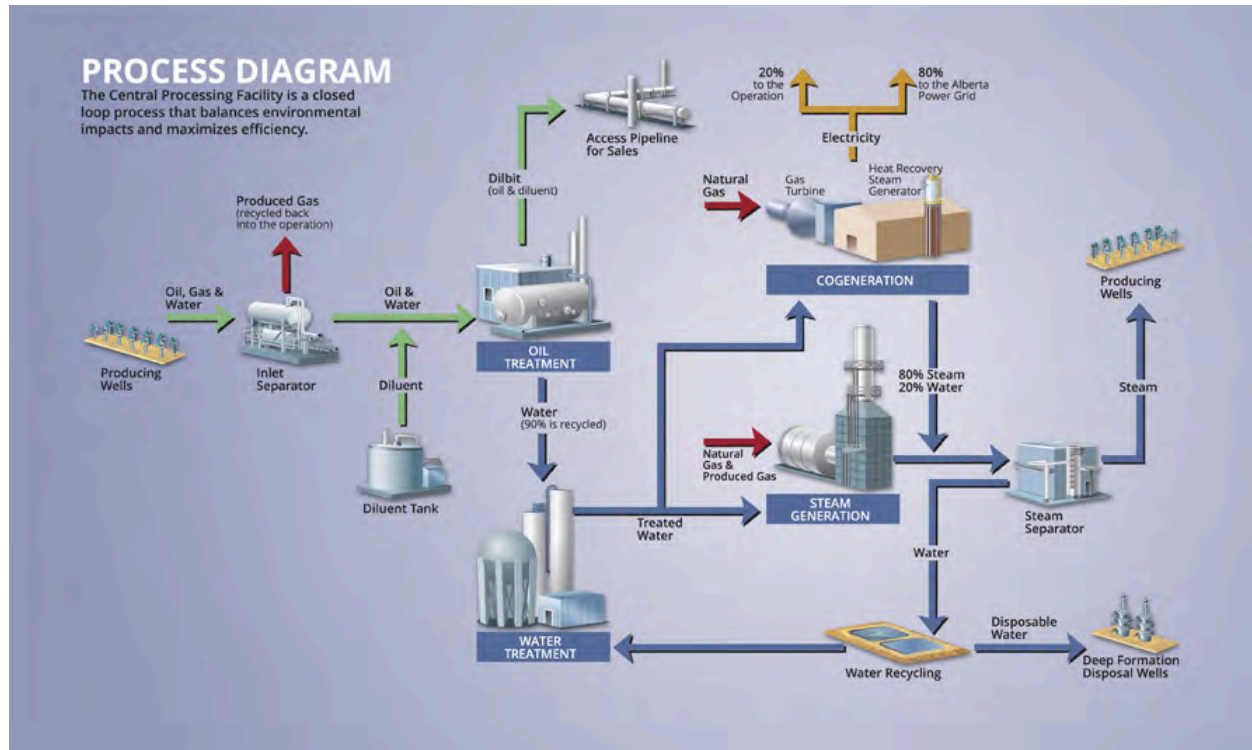 PROCESS DIAGRAM
The Central Processing Facility is a closed
loop process that balances environmental
impacts and maximizes efficiency.
20%
to the
Operation
80%
to the Alberta
Power Grid
Electricity
Access Pipeline
for Sales
Dilbit
(oil & diluent)
Natural
Gas
Gas
Turbine
Heat Recovery
Steam
Generator
COGENERATION
Produced Gas
(recycled back
into the operation)
Oil, Gas &
Water
Oil &
Water
Producing
Wells
Inlet
Separator
OIL
TREATMENT
Diluent
Diluent Tank
Water
(90% is recycled)
80% Steam
20% Water
Producing
Wells
Steam
Natural
Gas &
Produced Gas
STEAM
GENERATION
Treated
Water
Steam
Separator
Water
WATER
TREATMENT
Water Recycling
Disposable
Water
Deep Formation
Disposal Wells